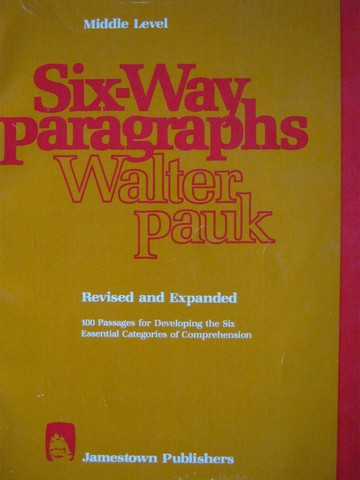 Middle Level
Six-Way
Paragraphs
Walter
Pauk
Revised and Expanded
100 Passages for Developing the Six
Essential Categories of Comprehension
Jamestown Publishers